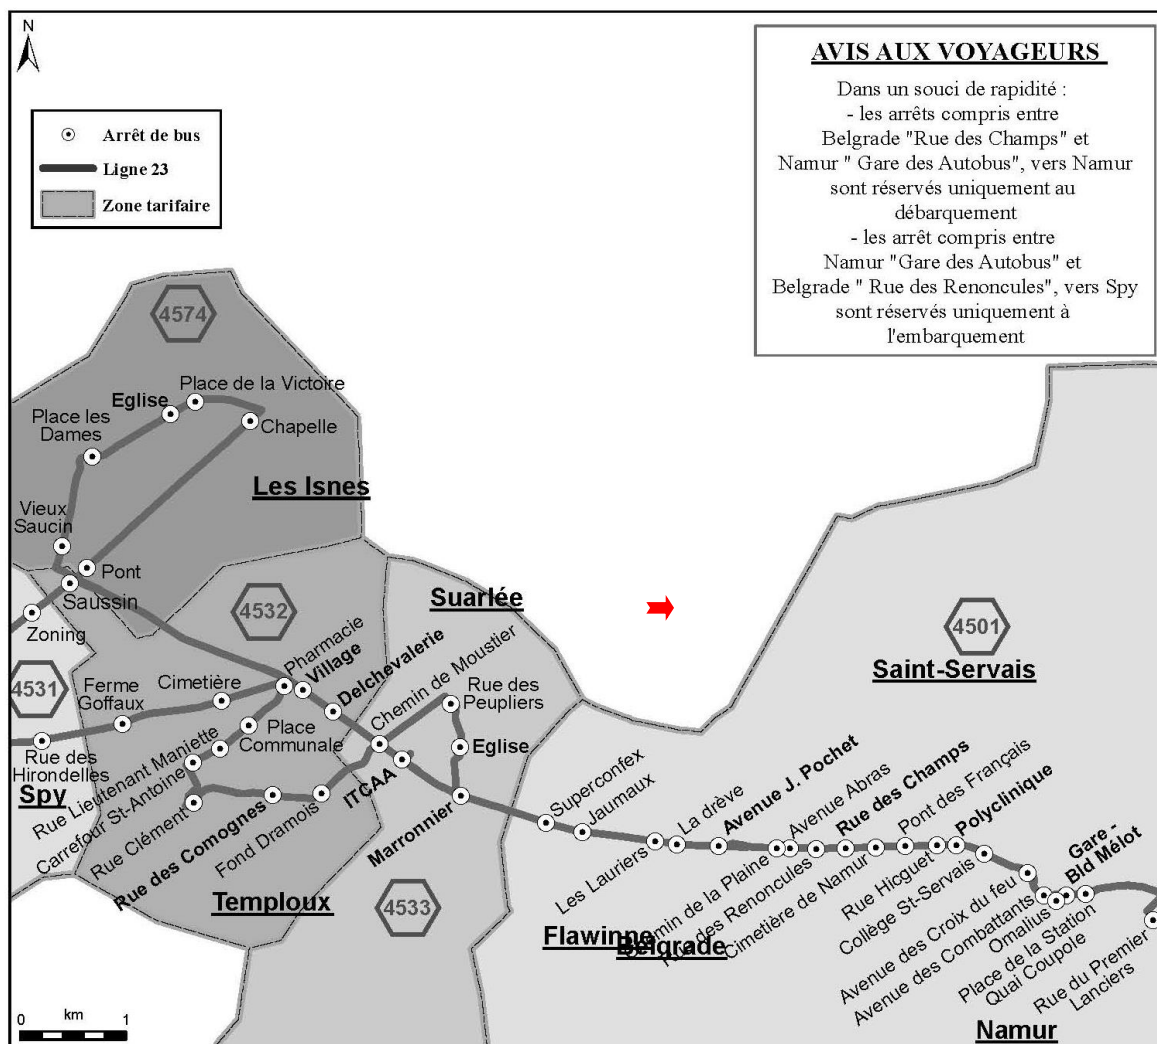 N
AVIS AUX VOYAGEURS
Dans un souci de rapidité :
- les arrêts compris entre
Belgrade "Rue des Champs" et
Namur " Gare des Autobus", vers Namur
sont réservés uniquement au
débarquement
- les arrêt compris entre
Namur "Gare des Autobus" et
Belgrade " Rue des Renoncules", vers Spy
sont réservés uniquement à
l'embarquement
Arrêt de bus
Ligne 23
Zone tarifaire
4574
Place de la Victoire
Eglise
Place les
Dames
Chapelle
Les Isnes
Vieux
Saucin
Pont
Saussin
Zoning
4532
Suarlée
4501
Saint-Servais
4531
Pharmacie
Village
Delchevalerie
Chemin de Moustier
Ferme
Goffaux
Cimetière
Rue des
Peupliers
Place
Communale
Eglise
Rue des
Hirondelles
Spy
Rue Lieutenant Maniette
Carrefour St-Antoine
Rue Clément
Rue des Comognes
Fond Dramois
ITCAA
Marronnier
Temploux
4533
Superconfex
Jaumaux
Les Lauriers
La drève
Avenue J. Pochet
Chemin de la Plaine
Avenue Abras
Rue des Renoncules
Rue des Champs
Cimetière de Namur
Pont des Français
Rue Hicguet
Polyclinique
Collège St-Servais
Avenue des Croix du feu
Avenue des Combattants
Omalius
Gare -
Bld Mélot
Place de la Station
Quai Coupole
Rue du Premier
Lanciers
Flawinne
Belgrade
Namur
0 km 1